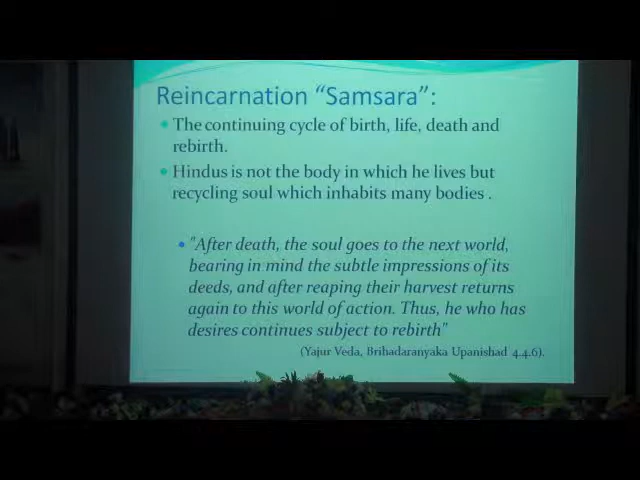 Reincarnation “Samsara”:
The continuing cycle of birth, life, death and
rebirth.
Hindus is not the body in which he lives but
recycling soul which inhabits many bodies .
"After death, the soul goes to the next world,
bearing in mind the subtle impressions of its
deeds, and after reaping their harvest returns
again to this world of action. Thus, he who has
desires continues subject to rebirth"
(Yajur Veda, Brihadaranyaka Upanishad 4.4.6).